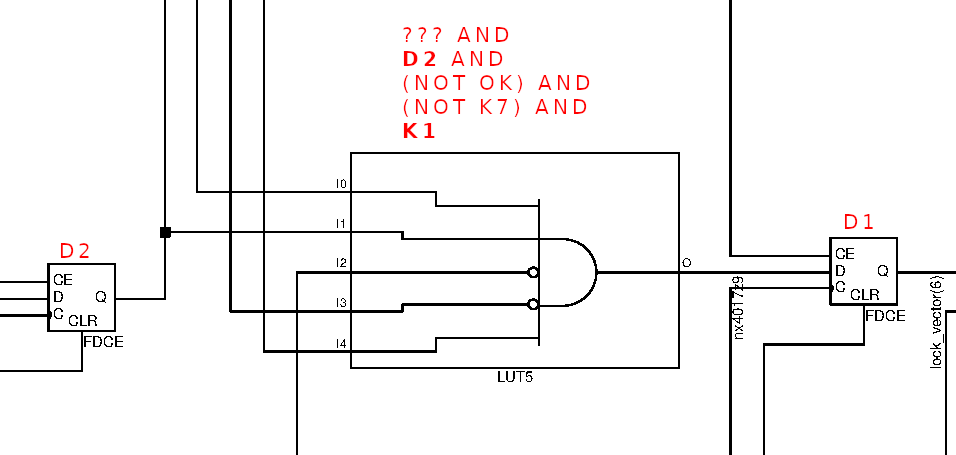 ??? AND
D2 AND
(NOT OK) AND
(NOT K7) AND
K1
I0
I1
I2
I3
I4
O
LUT5
D2
CE
D
Q
C
CLR
FDCE
D1
CE
D
Q
C
CLR
FDCE
nx4017z9
lock_vector(6)